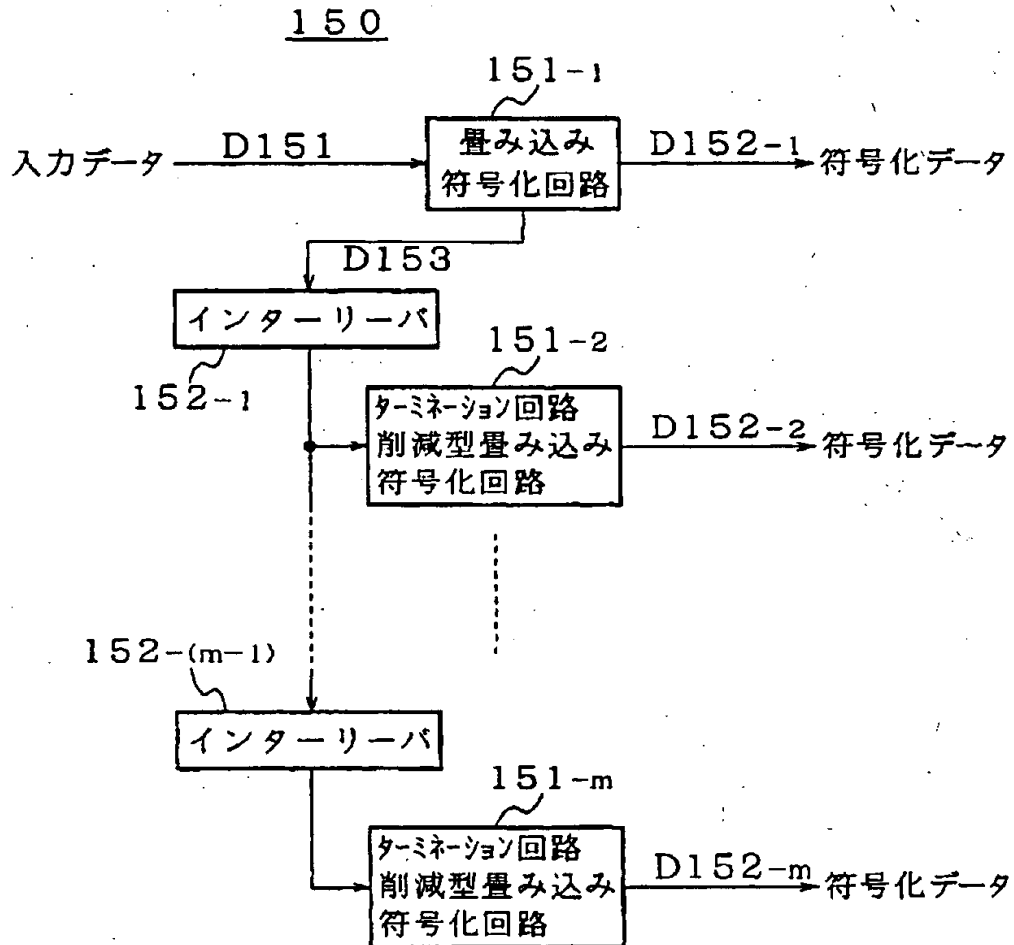 150
151-1
入力データ
D151
畳み込み
符号化回路
D152-1
符号化データ
D153
インターリーバ
152-1
151-2
ターミネーション回路
削減型畳み込み
符号化回路
D152-2
符号化データ
152-(m-1)
インターリーバ
151-m
ターミネーション回路
削減型畳み込み
符号化回路
D152-m
符号化データ